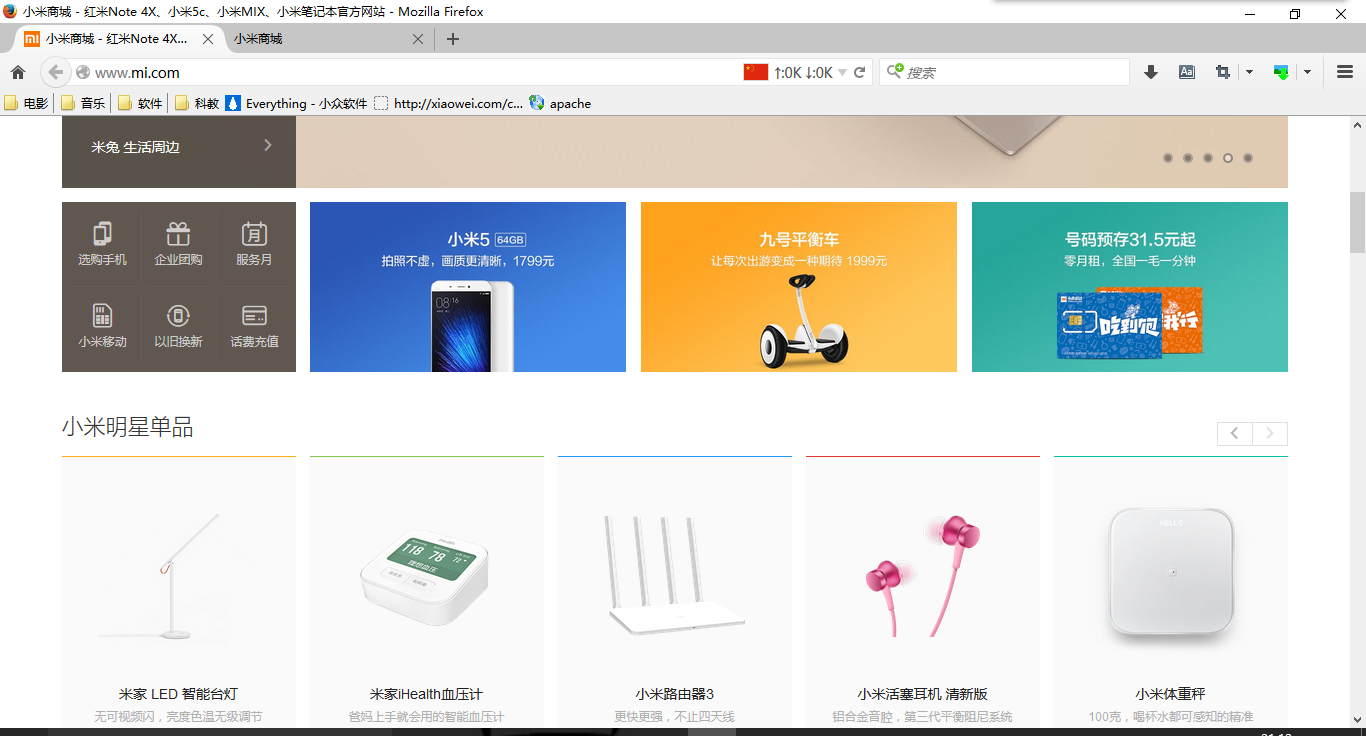 小米商城 - 红米Note 4X、小米5c、小米MIX、小米笔记本官方网站 - Mozilla Firefox
小米商城 - 红米Note 4X... 小米商城
www.mi.com ↑:0K ↓:0K 搜索
电影 音乐 软件 科教 Everything - 小众软件 http://xiaowei.com/c... apache
米兔 生活周边
选购手机 企业团购 服务月
小米移动 以旧换新 话费充值
小米5 64GB
拍照不虚，画质更清晰，1799元
08:16
九号平衡车
让每次出游变成一种期待 1999元
号码预存31.5元起
零月租，全国一毛一分钟
吃到饱 我行
小米明星单品
118 78 72
理想血压
HELLO
米家 LED 智能台灯
无可视频闪，亮度色温无级调节
米家iHealth血压计
爸妈上手就会用的智能血压计
小米路由器3
更快更强，不止四天线
小米活塞耳机 清新版
铝合金音腔，第三代平衡阻尼系统
小米体重秤
100克，喝杯水都可感知的精准